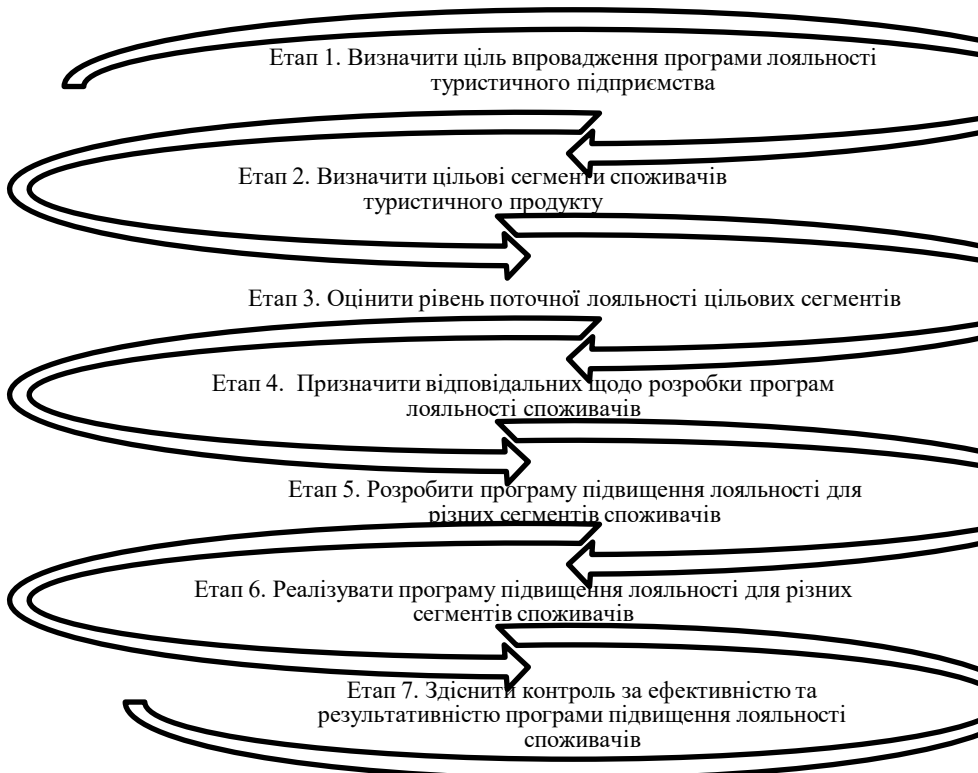 Етап 1. Визначити ціль впровадження програми лояльності
туристичного підприємства
Етап 2. Визначити цільові сегменти споживачів
туристичного продукту
Етап 3. Оцінити рівень поточної лояльності цільових сегментів
Етап 4. Призначити відповідальних щодо розробки програм
лояльності споживачів
Етап 5. Розробити програму підвищення лояльності для
різних сегментів споживачів
Етап 6. Реалізувати програму підвищення лояльності для різних
сегментів споживачів
Етап 7. Здіснити контроль за ефективністю та
результативністю програми підвищення лояльності
споживачів